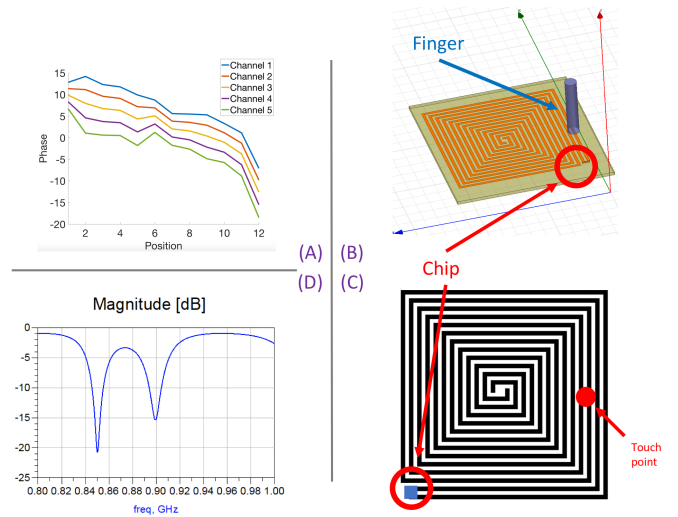 Channel 1
Channel 2
Channel 3
Channel 4
Channel 5
15
10
5
0
-5
-10
-15
-20
Phase
2 4 6 8 10 12
Position
Finger
(A) (B)
(D) (C)
Chip
Magnitude [dB]
0
-5
-10
-15
-20
-25
0.80 0.82 0.84 0.86 0.88 0.90 0.92 0.94 0.96 0.98 1.00
freq, GHz
Touch
point